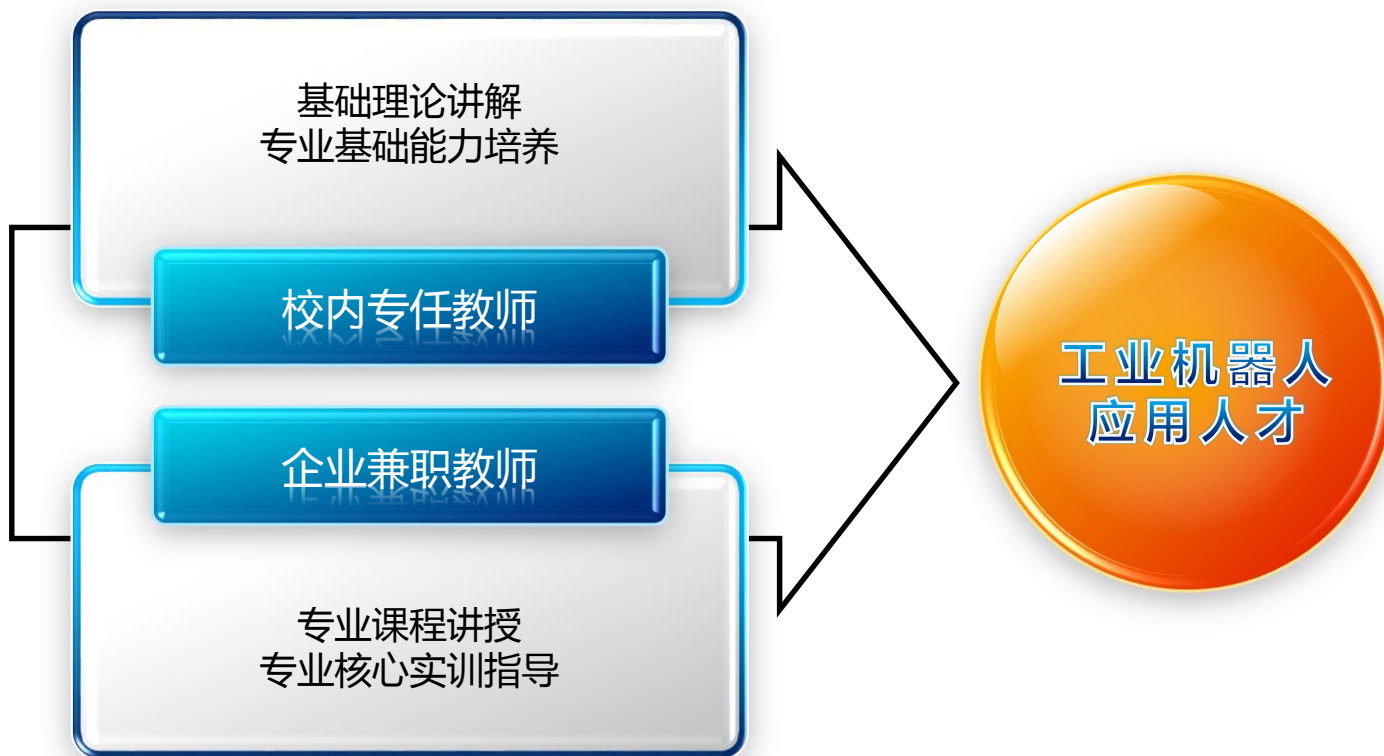 基础理论讲解
专业基础能力培养
校内专任教师
企业兼职教师
专业课程讲授
专业核心实训指导
工业机器人
应用人才